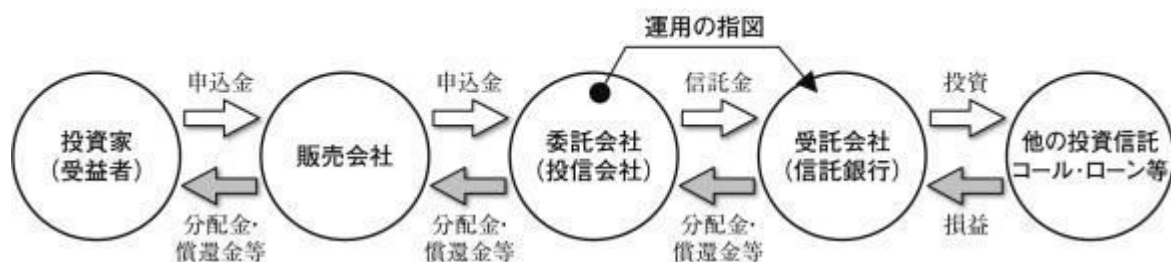 運用の指図
申込金
申込金
信託金
投資
投資家
(受益者)
販売会社
委託会社
(投信会社)
受託会社
(信託銀行)
他の投資信託
コール・ローン等
分配金・
償還金等
分配金・
償還金等
分配金・
償還金等
損益